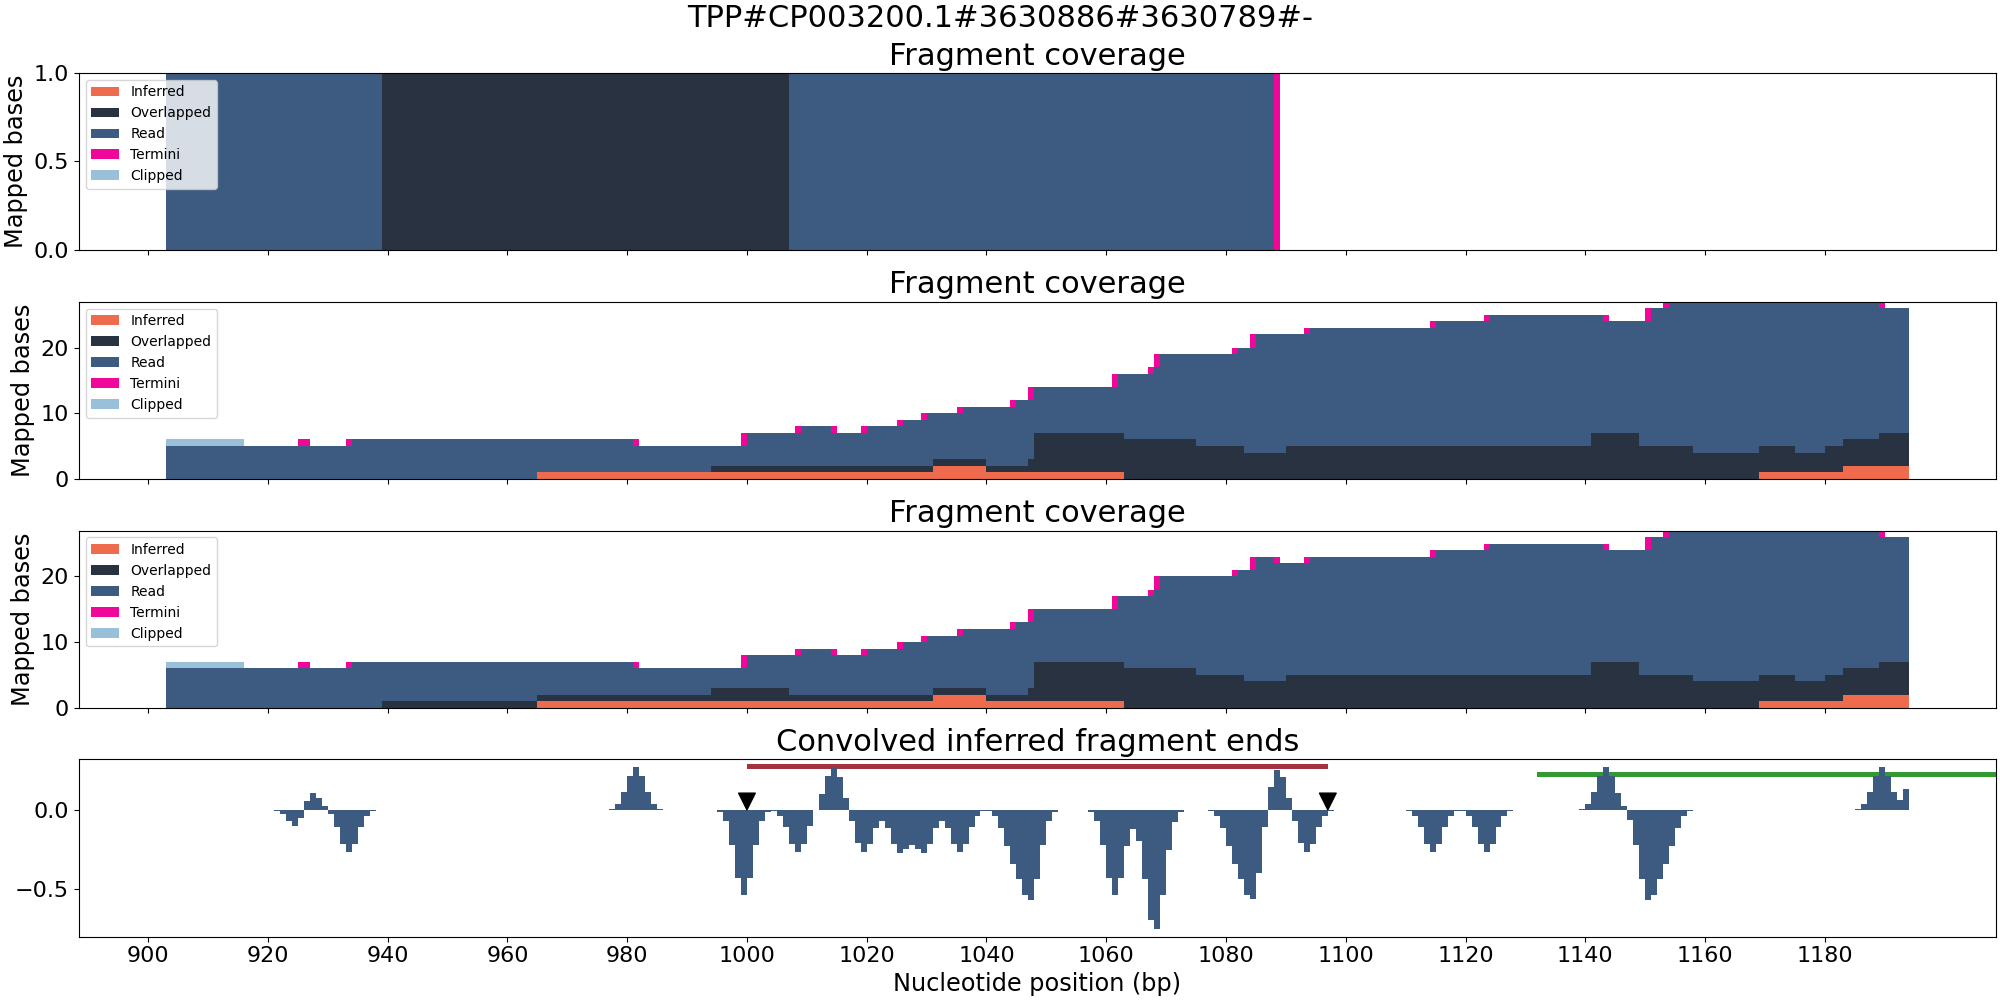 TPP#CP003200.1#3630886#3630789#-
Fragment coverage
Mapped bases
1.0
0.5
0.0
Inferred
Overlapped
Read
Termini
Clipped
Fragment coverage
Mapped bases
20
10
0
Inferred
Overlapped
Read
Termini
Clipped
Fragment coverage
Mapped bases
20
10
0
Inferred
Overlapped
Read
Termini
Clipped
Convolved inferred fragment ends
0.0
−0.5
900 920 940 960 980 1000 1020 1040 1060 1080 1100 1120 1140 1160 1180
Nucleotide position (bp)